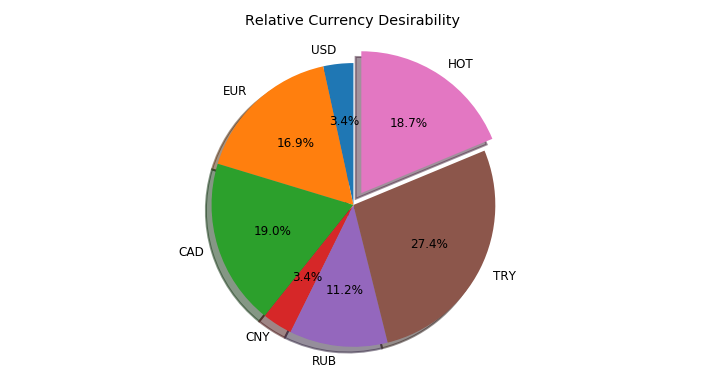 Relative Currency Desirability
USD
HOT
EUR
3.4%
18.7%
16.9%
19.0%
27.4%
CAD
3.4%
TRY
11.2%
CNY
RUB